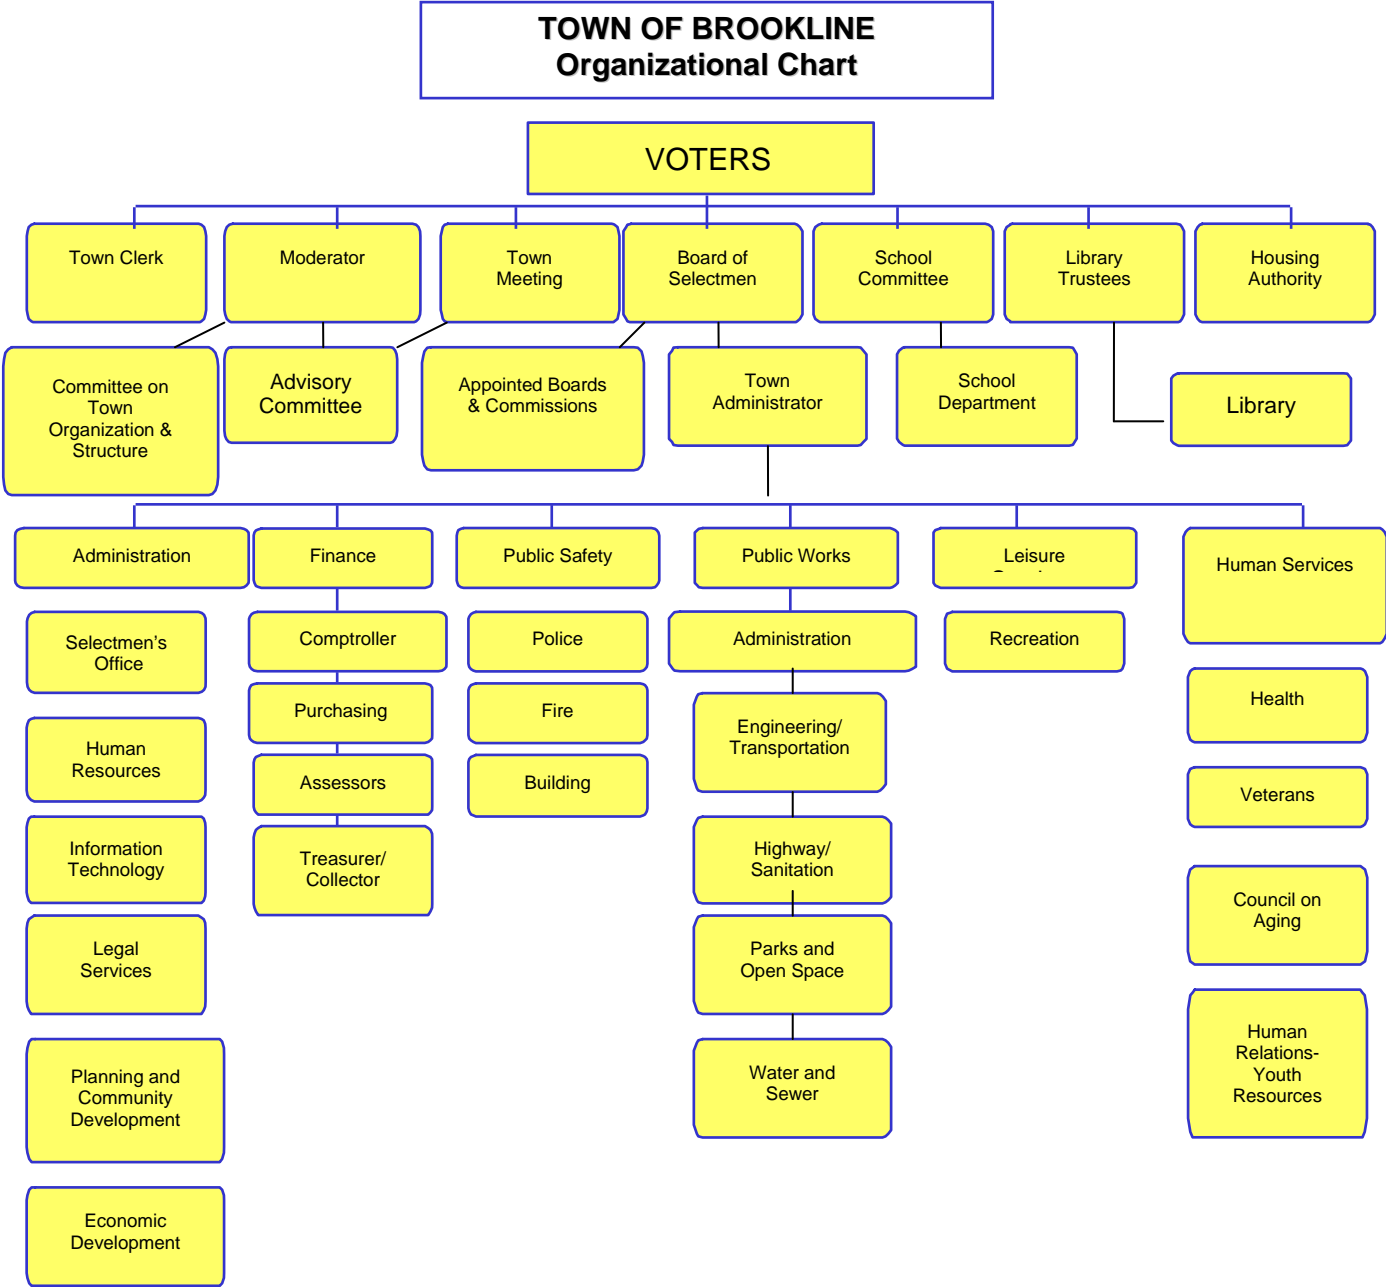 TOWN OF BROOKLINE
Organizational Chart
VOTERS
Town Clerk
Moderator
Town
Meeting
Board of
Selectmen
School
Committee
Library
Trustees
Housing
Authority
Committee on
Town
Organization &
Structure
Advisory
Committee
Appointed Boards
& Commissions
Town
Administrator
School
Department
Library
Administration
Finance
Public Safety
Public Works
Leisure
Human Services
Selectmen’s
Office
Human
Resources
Information
Technology
Legal
Services
Planning and
Community
Development
Economic
Development
Comptroller
Purchasing
Assessors
Treasurer/
Collector
Police
Fire
Building
Administration
Engineering/
Transportation
Highway/
Sanitation
Parks and
Open Space
Water and
Sewer
Recreation
Health
Veterans
Council on
Aging
Human
Relations-
Youth
Resources